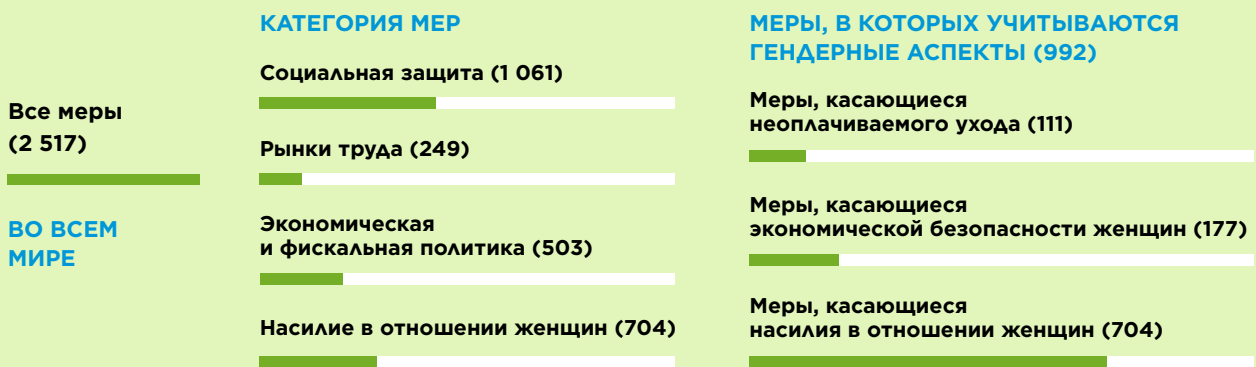 Все меры
(2 517)
ВО ВСЕМ
МИРЕ
КАТЕГОРИЯ МЕР
Социальная защита (1 061)
Рынки труда (249)
Экономическая
и фискальная политика (503)
Насилие в отношении женщин (704)
МЕРЫ, В КОТОРЫХ УЧИТЫВАЮТСЯ
ГЕНДЕРНЫЕ АСПЕКТЫ (992)
Меры, касающиеся
неоплачиваемого ухода (111)
Меры, касающиеся
экономической безопасности женщин (177)
Меры, касающиеся
насилия в отношении женщин (704)